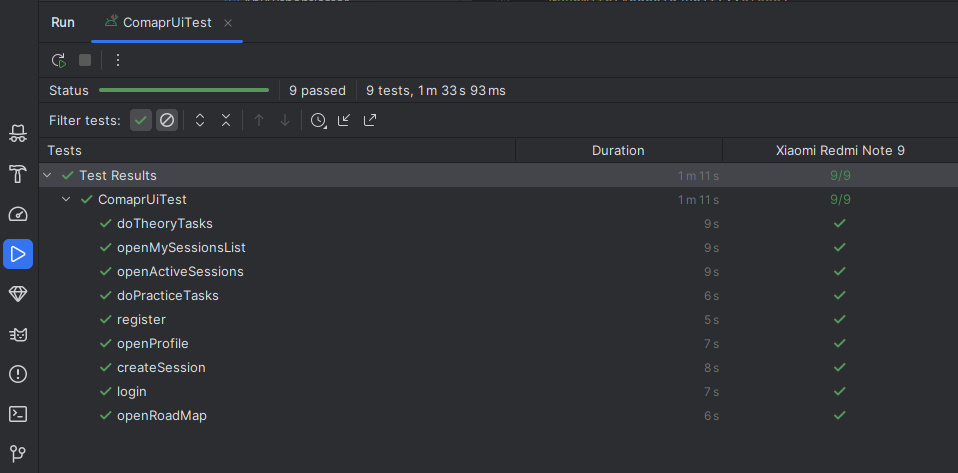 Run ComaprUiTest
Status 9 passed 9 tests, 1 m 33 s 93 ms
Filter tests:
Tests Duration Xiaomi Redmi Note 9
Test Results 1 m 11 s 9/9
ComaprUiTest 1 m 11 s 9/9
doTheoryTasks 9 s
openMySessionsList 9 s
openActiveSessions 9 s
doPracticeTasks 6 s
register 5 s
openProfile 7 s
createSession 8 s
login 7 s
openRoadMap 6 s